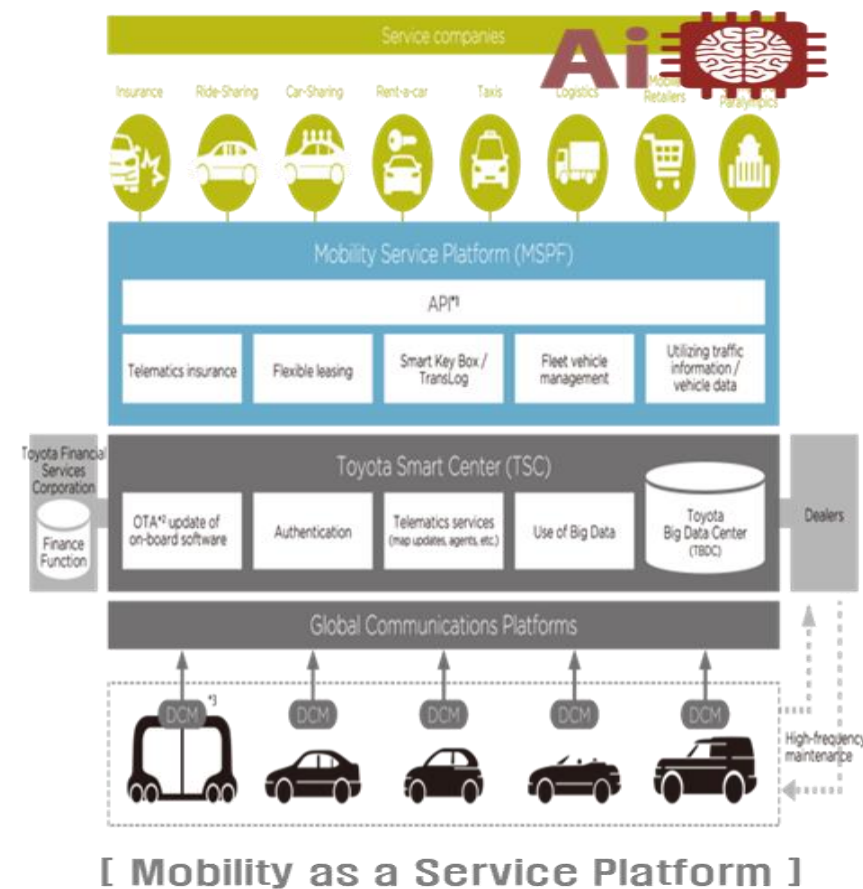 Service companies
Ai
Insurance
Ride-Sharing
Car-Sharing
Rent-a-car
Taxis
Logistics
Retailers
Paralympics
Mobility Service Platform (MSPF)
API*1
Telematics insurance
Flexible leasing
Smart Key Box /
TransLog
Fleet vehicle
management
Utilizing traffic
information /
vehicle data
Toyota Financial
Services
Corporation
Finance
Function
Toyota Smart Center (TSC)
OTA*2 update of
on-board software
Authentication
Telematics services
(map updates, agents, etc.)
Use of Big Data
Toyota
Big Data Center
(TBDC)
Dealers
Global Communications Platforms
DCM
*3
DCM
DCM
DCM
DCM
High-frequency
maintenance
[ Mobility as a Service Platform ]